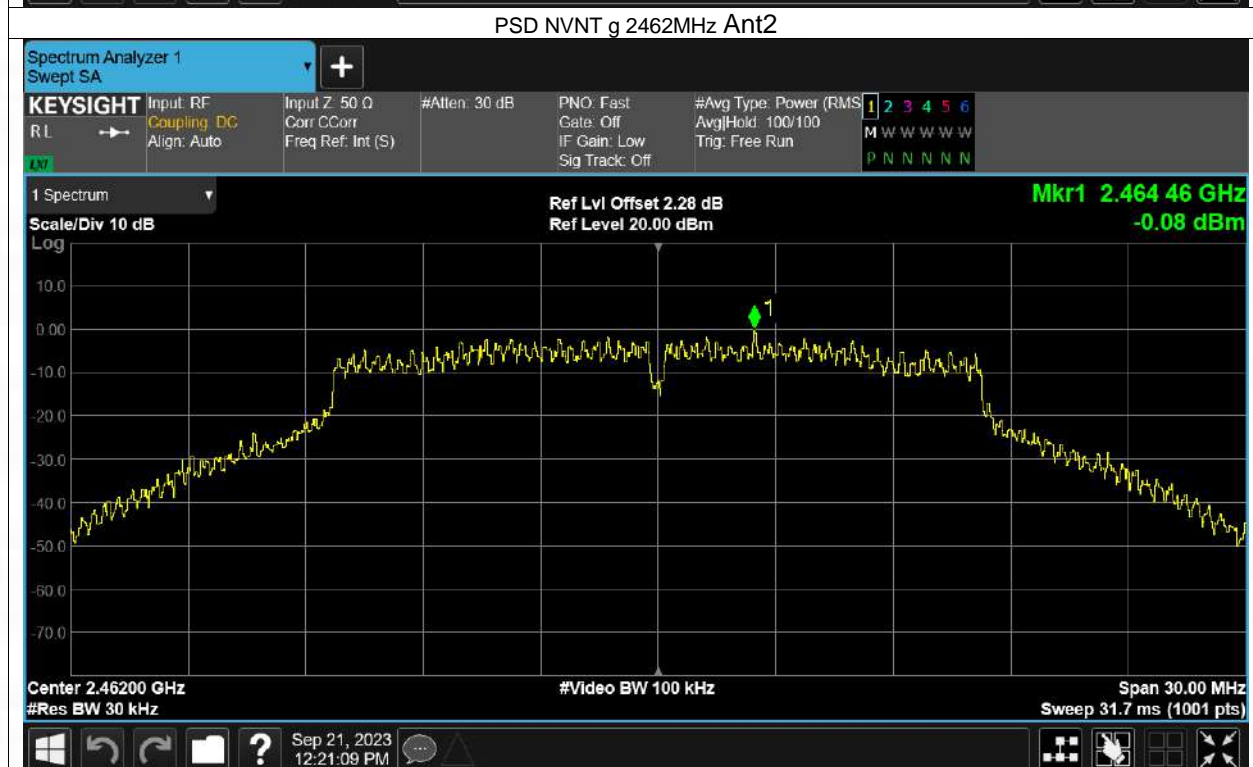 PSD NVNT g 2462MHz Ant2
Spectrum Analyzer 1
Swept SA
+
KEYSIGHT
RL
Input: RF
Coupling: DC
Align: Auto
Input Z: 50 Ω
Corr CCorr
Freq Ref: Int (S)
#Atten: 30 dB
PNO: Fast
Gate: Off
IF Gain: Low
Sig Track: Off
#Avg Type: Power (RMS
Avg|Hold: 100/100
Trig: Free Run
1 2 3 4 5 6
M W W W W W
P N N N N N
1 Spectrum
Scale/Div 10 dB
Ref Lvl Offset 2.28 dB
Ref Level 20.00 dBm
Mkr1 2.464 46 GHz
-0.08 dBm
Log
10.0
0.00
-10.0
-20.0
-30.0
-40.0
-50.0
-60.0
-70.0
1
Center 2.46200 GHz
#Res BW 30 kHz
#Video BW 100 kHz
Span 30.00 MHz
Sweep 31.7 ms (1001 pts)
?
Sep 21, 2023
12:21:09 PM